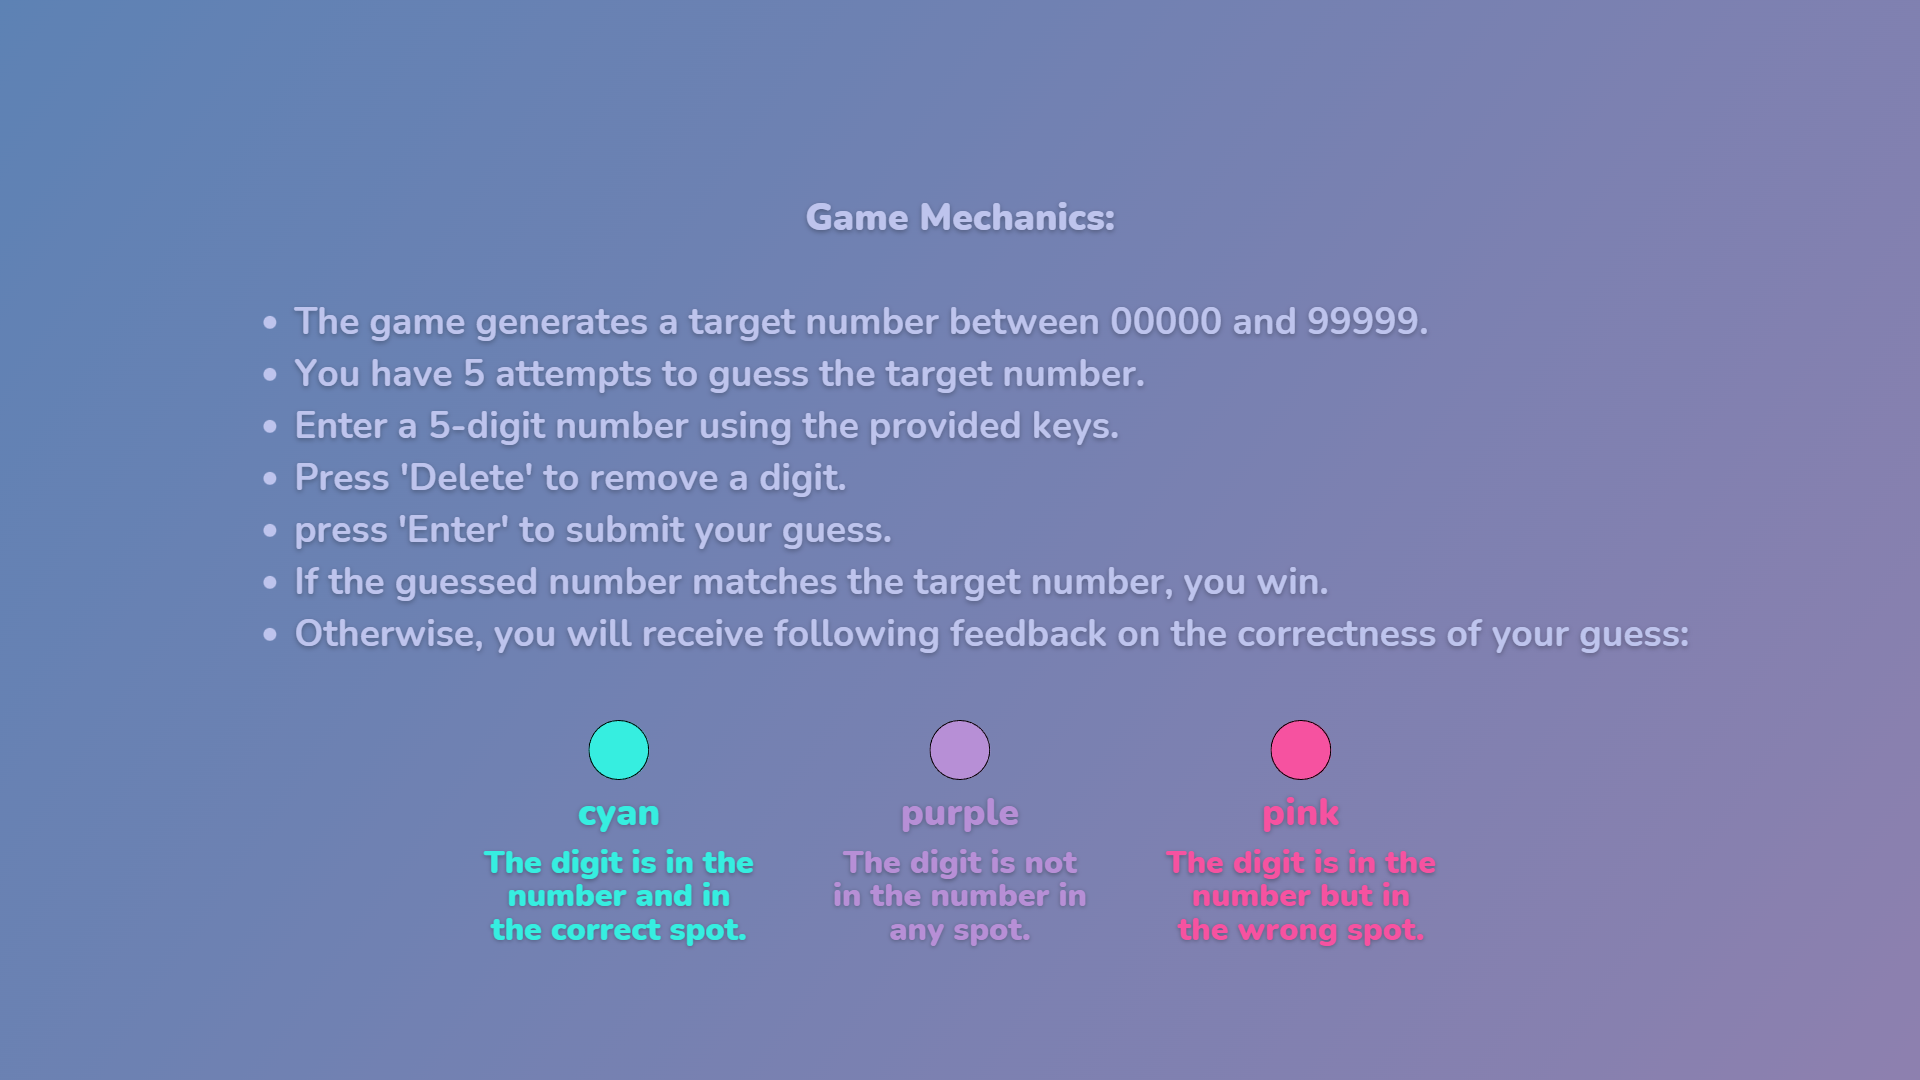 Game Mechanics:
• The game generates a target number between 00000 and 99999.
• You have 5 attempts to guess the target number.
• Enter a 5-digit number using the provided keys.
• Press 'Delete' to remove a digit.
• press 'Enter' to submit your guess.
• If the guessed number matches the target number, you win.
• Otherwise, you will receive following feedback on the correctness of your guess:
cyan
The digit is in the
number and in
the correct spot.
purple
The digit is not
in the number in
any spot.
pink
The digit is in the
number but in
the wrong spot.